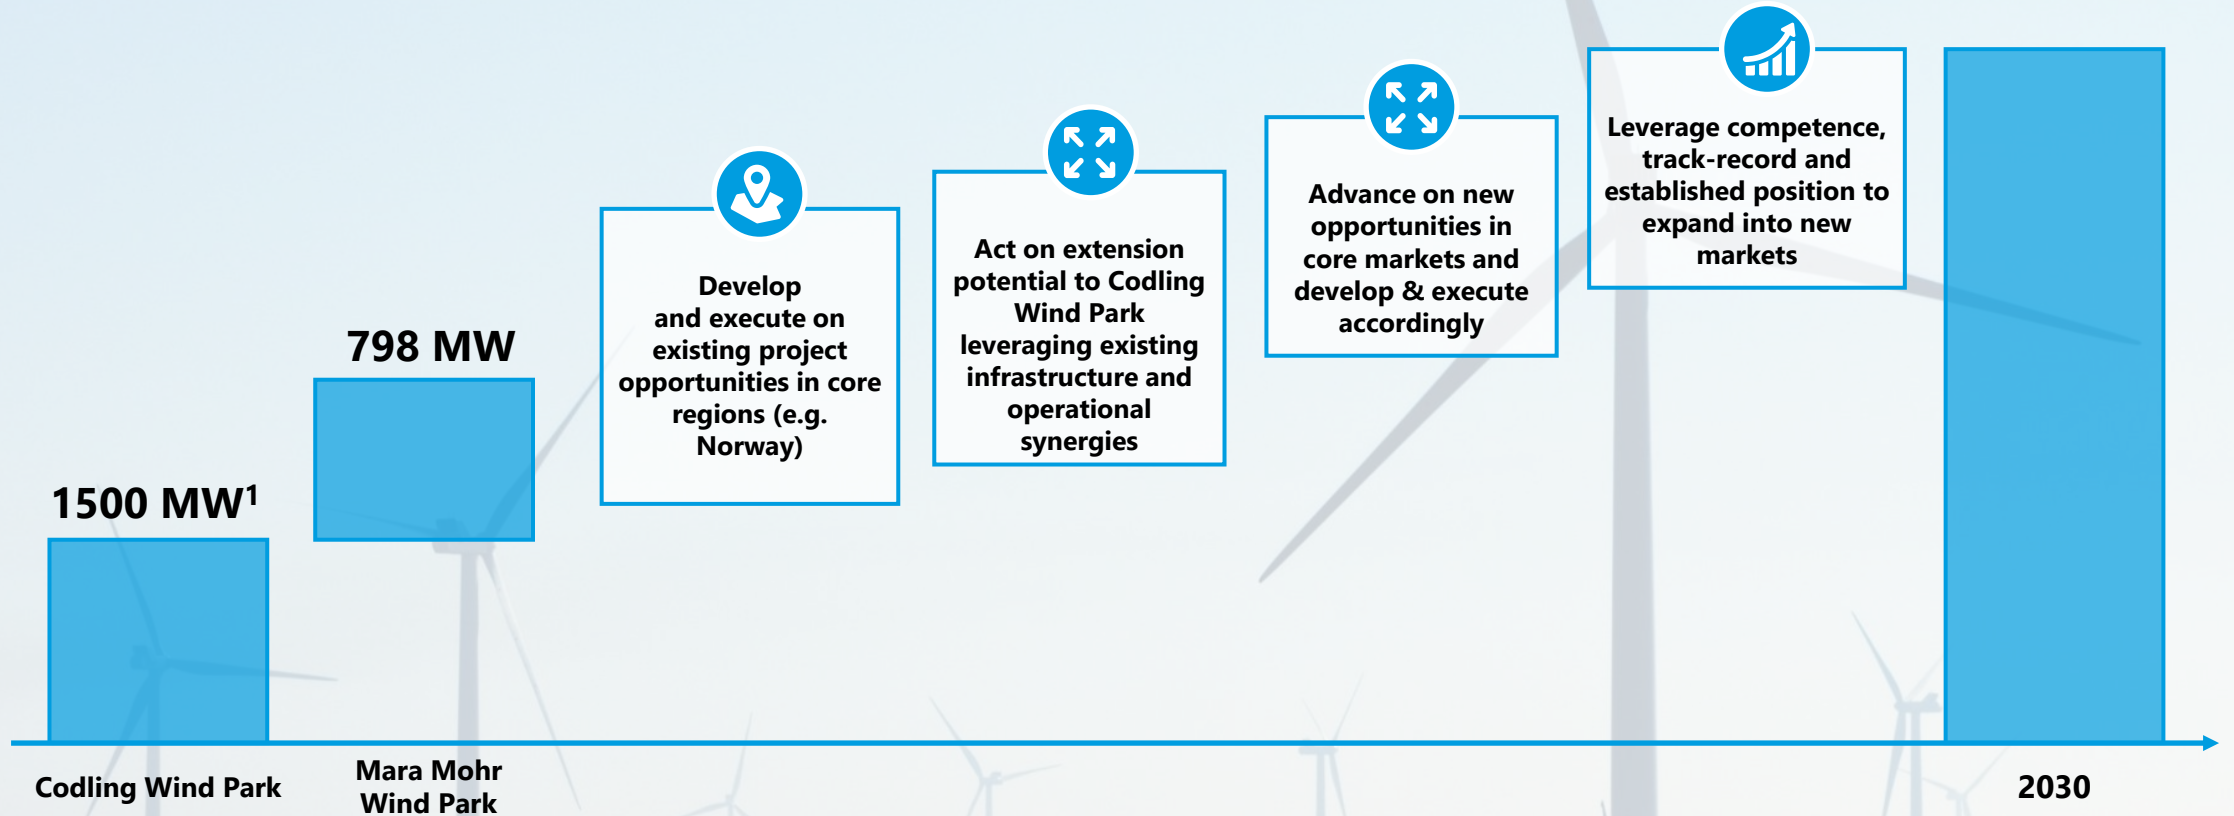 1500 MW¹
Codling Wind Park
798 MW
Mara Mohr
Wind Park
Develop
and execute on
existing project
opportunities in core
regions (e.g.
Norway)
Act on extension
potential to Codling
Wind Park
leveraging existing
infrastructure and
operational
synergies
Advance on new
opportunities in
core markets and
develop & execute
accordingly
Leverage competence,
track-record and
established position to
expand into new
markets
2030